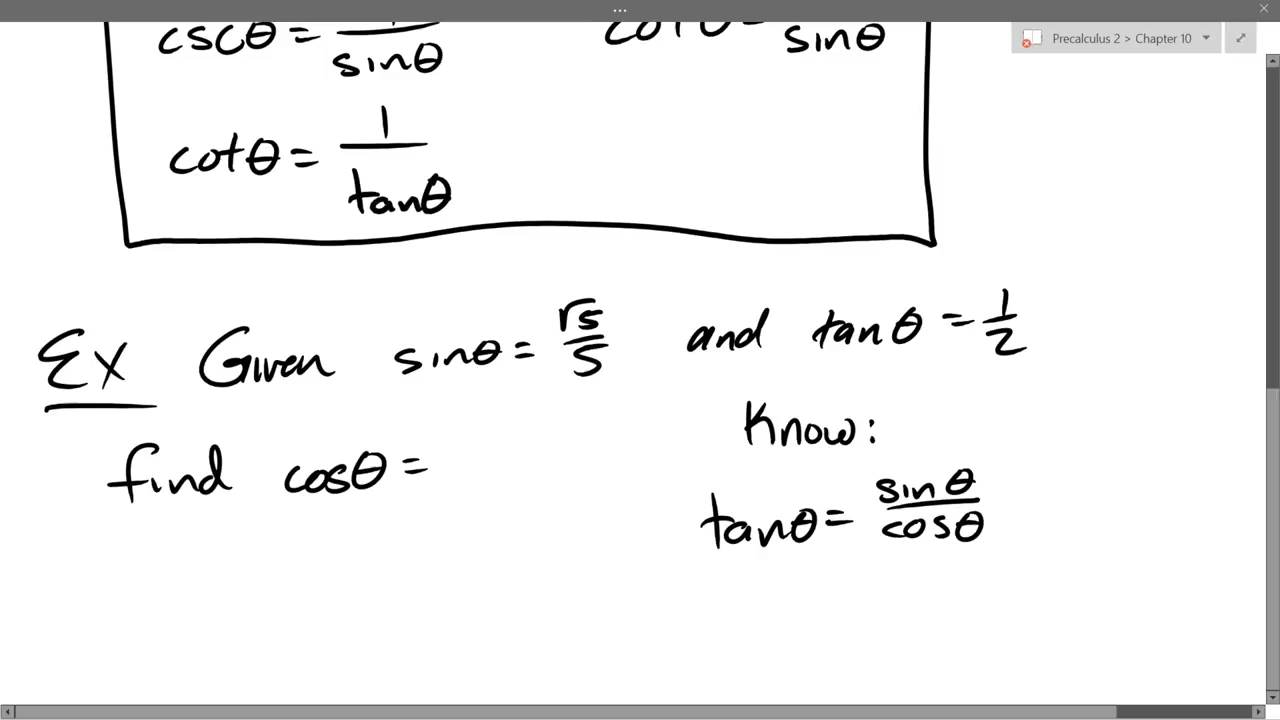 ...
Precalculus 2 > Chapter 10
cscθ = 1/sinθ
cotθ = /sinθ
cotθ = 1/tanθ
Ex Given sinθ = √5/5 and tanθ = 1/2
find cosθ =
Know:
tanθ = sinθ/cosθ